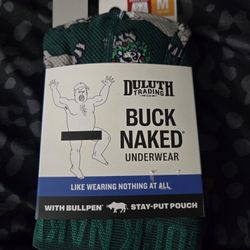 M
DULUTH
TRADING
BUCK
NAKED®
UNDERWEAR
LIKE WEARING NOTHING AT ALL
WITH BULLPEN® STAY-PUT POUCH